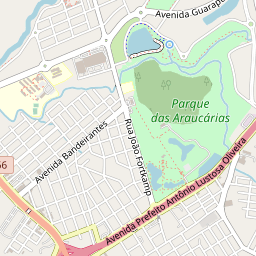 Avenida Guarapu
Parque
das Araucárias
Avenida Bandeirantes
Rua João Fortkamp
66
Avenida Prefeito Antônio Lustosa Oliveira